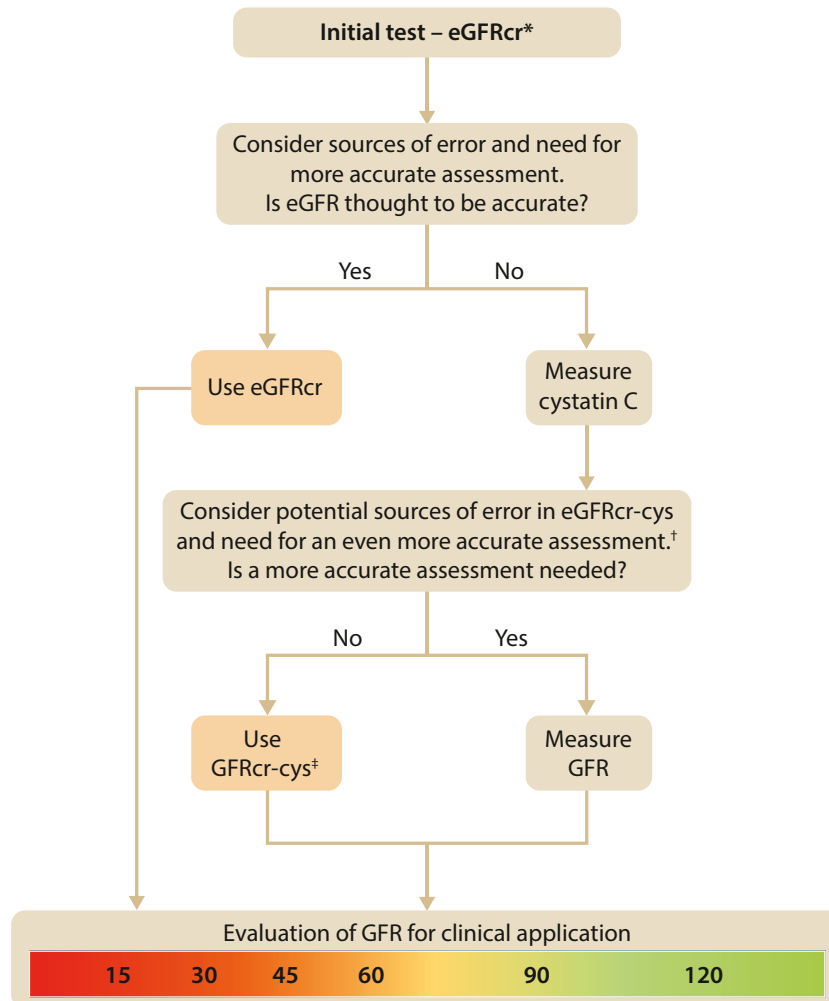 Initial test – eGFRcr*
Consider sources of error and need for
more accurate assessment.
Is eGFR thought to be accurate?
Yes
No
Use eGFRcr
Measure
cystatin C
Consider potential sources of error in eGFRcr-cys
and need for an even more accurate assessment.†
Is a more accurate assessment needed?
No
Yes
Use
GFRcr-cys‡
Measure
GFR
Evaluation of GFR for clinical application
15 30 45 60 90 120